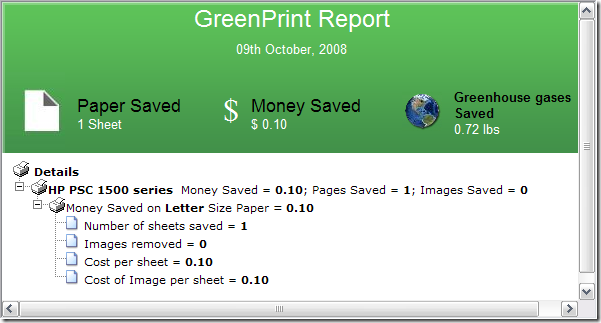 GreenPrint Report
09th October, 2008
Paper Saved
1 Sheet
$
Money Saved
$ 0.10
Greenhouse gases
Saved
0.72 lbs
Details
HP PSC 1500 series Money Saved = 0.10; Pages Saved = 1; Images Saved = 0
Money Saved on Letter Size Paper = 0.10
Number of sheets saved = 1
Images removed = 0
Cost per sheet = 0.10
Cost of Image per sheet = 0.10